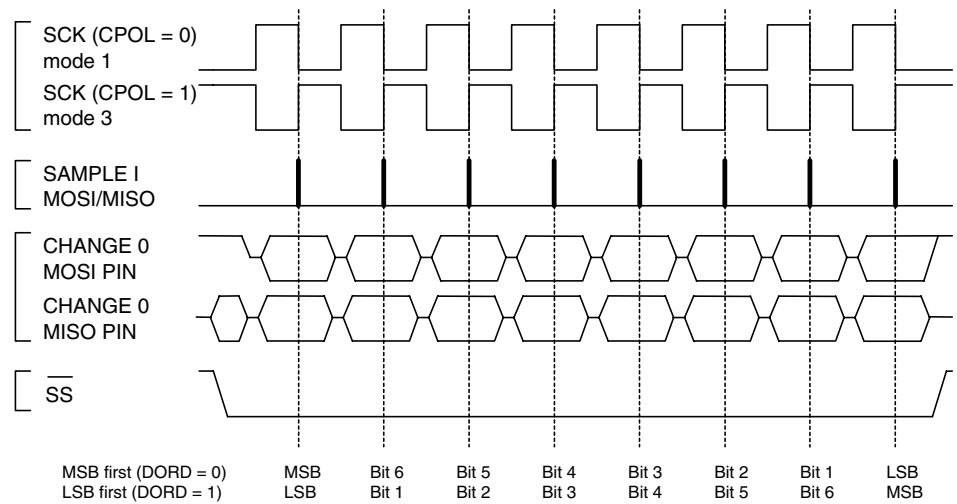 SCK (CPOL = 0)
mode 1
SCK (CPOL = 1)
mode 3
SAMPLE I
MOSI/MISO
CHANGE 0
MOSI PIN
CHANGE 0
MISO PIN
SS
MSB first (DORD = 0) MSB Bit 6 Bit 5 Bit 4 Bit 3 Bit 2 Bit 1 LSB
LSB first (DORD = 1) LSB Bit 1 Bit 2 Bit 3 Bit 4 Bit 5 Bit 6 MSB